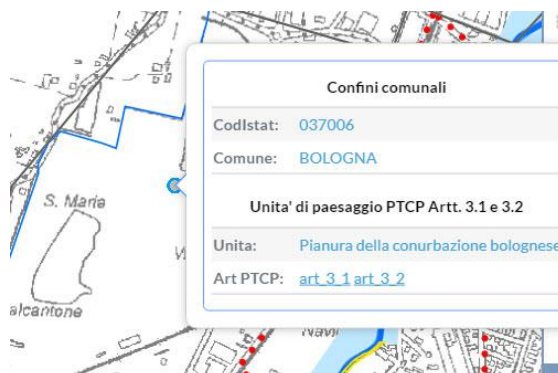 Confini comunali
CodIstat: 037006
Comune: BOLOGNA
Unita' di paesaggio PTCP Artt. 3.1 e 3.2
Unita: Pianura della conurbazione bolognese
Art PTCP: art_3_1 art_3_2
S. Maria
alcantone
Navi